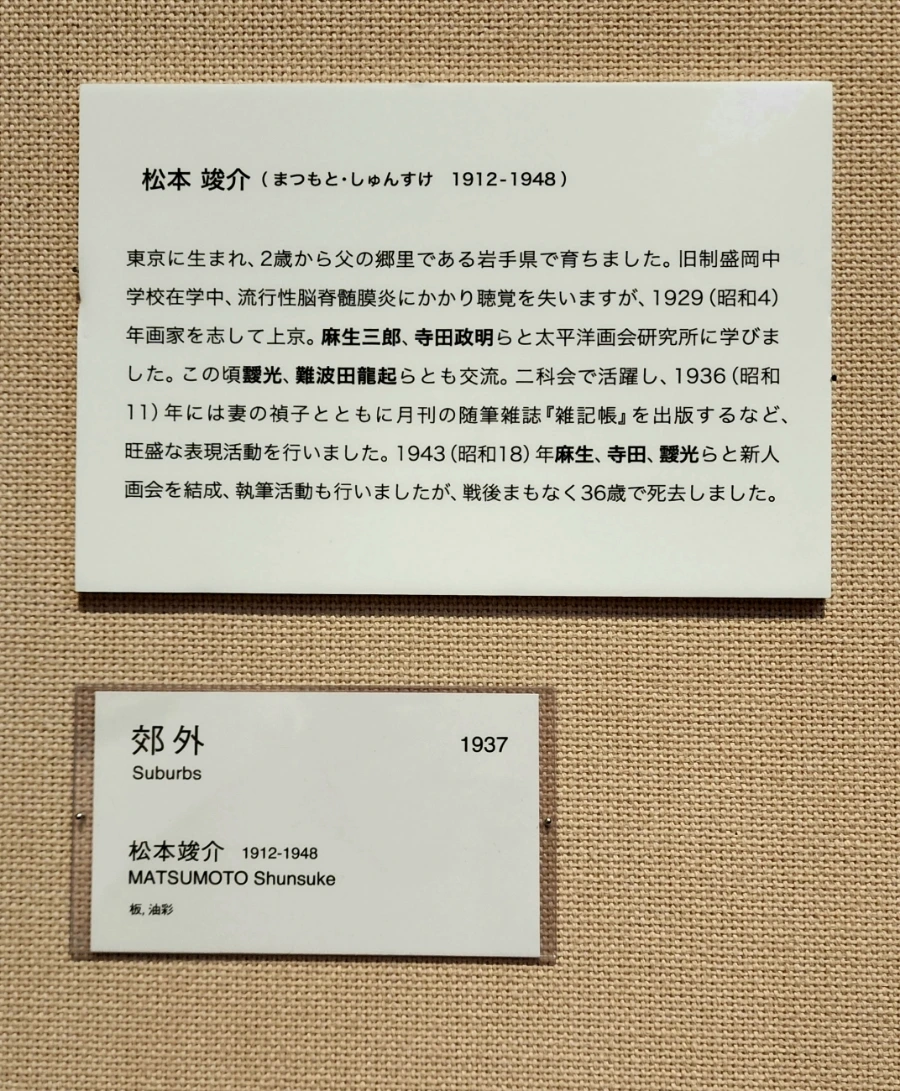 松本 竣介（まつもと・しゅんすけ　1912-1948）
東京に生まれ、2歳から父の郷里である岩手県で育ちました。旧制盛岡中
学校在学中、流行性脳脊髄膜炎にかかり聴覚を失いますが、1929（昭和4）
年画家を志して上京。麻生三郎、寺田政明らと太平洋画会研究所に学びま
した。この頃靉光、難波田龍起らとも交流。二科会で活躍し、1936（昭和
11）年には妻の禎子とともに月刊の随筆雑誌『雑記帳』を出版するなど、
旺盛な表現活動を行いました。1943（昭和18）年麻生、寺田、靉光らと新人
画会を結成、執筆活動も行いましたが、戦後まもなく36歳で死去しました。
郊外 1937
Suburbs
松本竣介 1912-1948
MATSUMOTO Shunsuke
板, 油彩